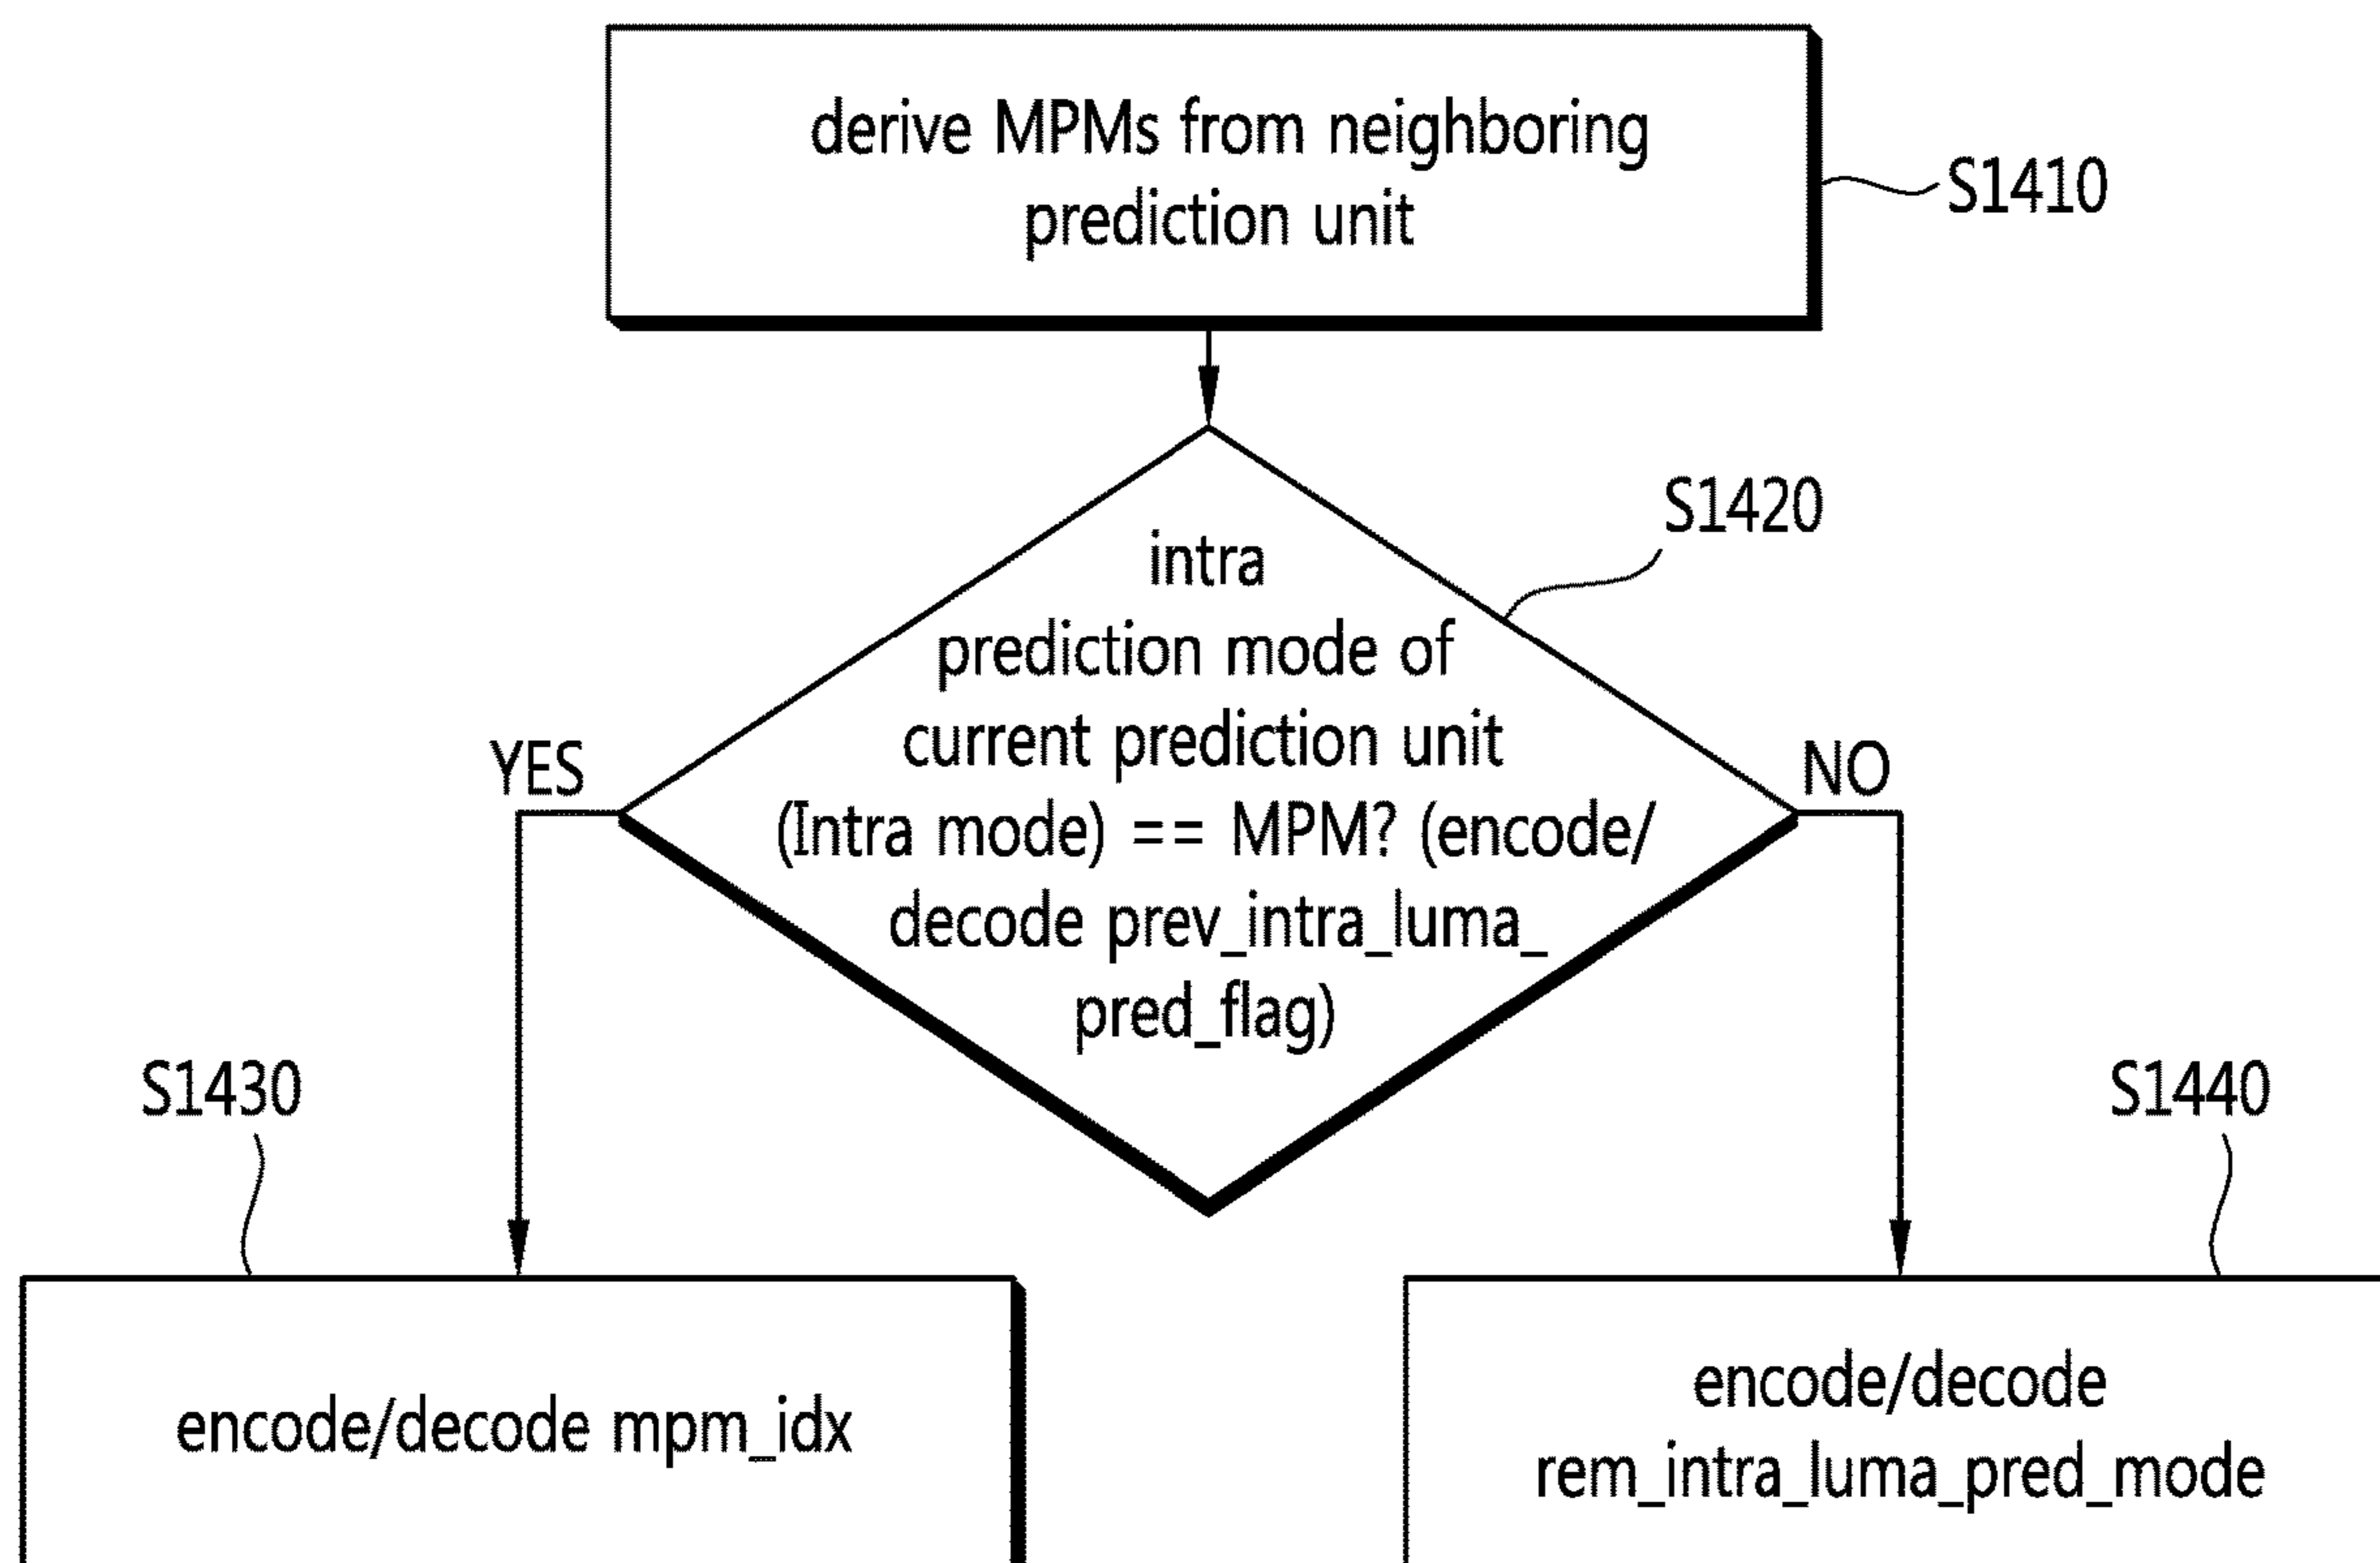 derive MPMs from neighboring
prediction unit
S1410
S1420
intra
prediction mode of
current prediction unit
(Intra mode) == MPM? (encode/
decode prev_intra_luma_
pred_flag)
YES
NO
S1430
S1440
encode/decode mpm_idx
encode/decode
rem_intra_luma_pred_mode